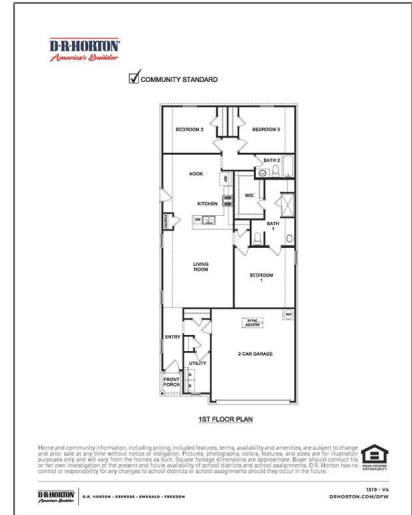 D·R·HORTON®
America's Builder
COMMUNITY STANDARD
BEDROOM 2
BEDROOM 3
BATH 2
NOOK
WIC
KITCHEN
DW
PANTRY
BATH
1
LIVING
ROOM
BEDROOM
1
ATTIC
ACCESS
WH
ENTRY
2 CAR GARAGE
UTILITY
FRONT
PORCH
1ST FLOOR PLAN
Home and community information, including pricing, included features, terms, availability and amenities, are subject to change
and prior sale at any time without notice or obligation. Pictures, photographs, colors, features, and sizes are for illustration
purposes only and will vary from the homes as built. Square footage dimensions are approximate. Buyer should conduct his
or her own investigation of the present and future availability of school districts and school assignments. D.R. Horton has no
control or responsibility for any changes to school districts or school assignments should they occur in the future.
EQUAL HOUSING
OPPORTUNITY
D·R·HORTON
America's Builder
D.R. HORTON · EXPRESS · EMERALD · FREEDOM
1519 - V4
DRHORTON.COM/DFW